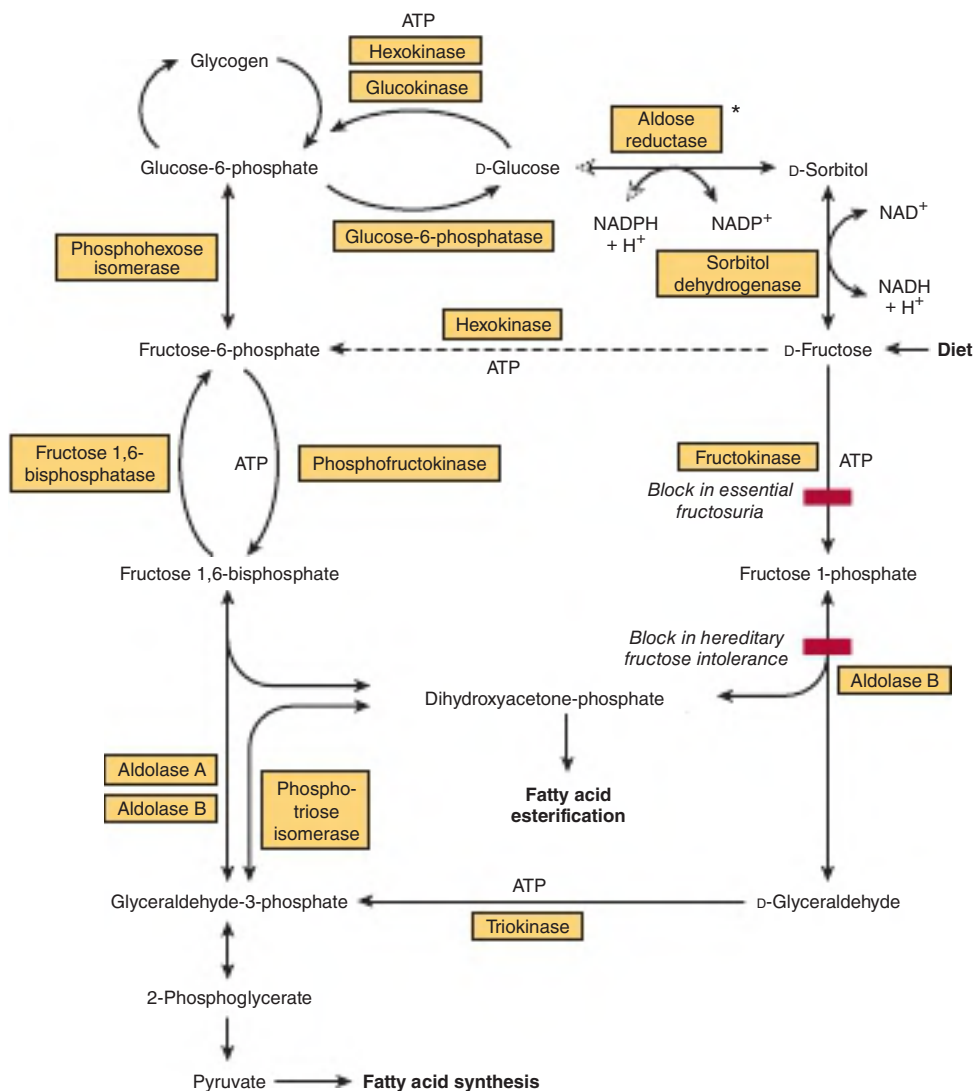 ATP
Hexokinase
Glycogen
Glucokinase
Aldose
reductase
*
Glucose-6-phosphate
D-Glucose
D-Sorbitol
NADPH
+ H+
NADP+
NAD+
Glucose-6-phosphatase
Phosphohexose
isomerase
Sorbitol
dehydrogenase
NADH
+ H+
Hexokinase
Fructose-6-phosphate
ATP
D-Fructose
Diet
Fructose 1,6-
bisphosphatase
ATP
Phosphofructokinase
Fructokinase
ATP
Block in essential
fructosuria
Fructose 1,6-bisphosphate
Fructose 1-phosphate
Block in hereditary
fructose intolerance
Aldolase B
Dihydroxyacetone-phosphate
Aldolase A
Aldolase B
Phospho-
triose
isomerase
Fatty acid
esterification
ATP
Glyceraldehyde-3-phosphate
D-Glyceraldehyde
Triokinase
2-Phosphoglycerate
Pyruvate
Fatty acid synthesis